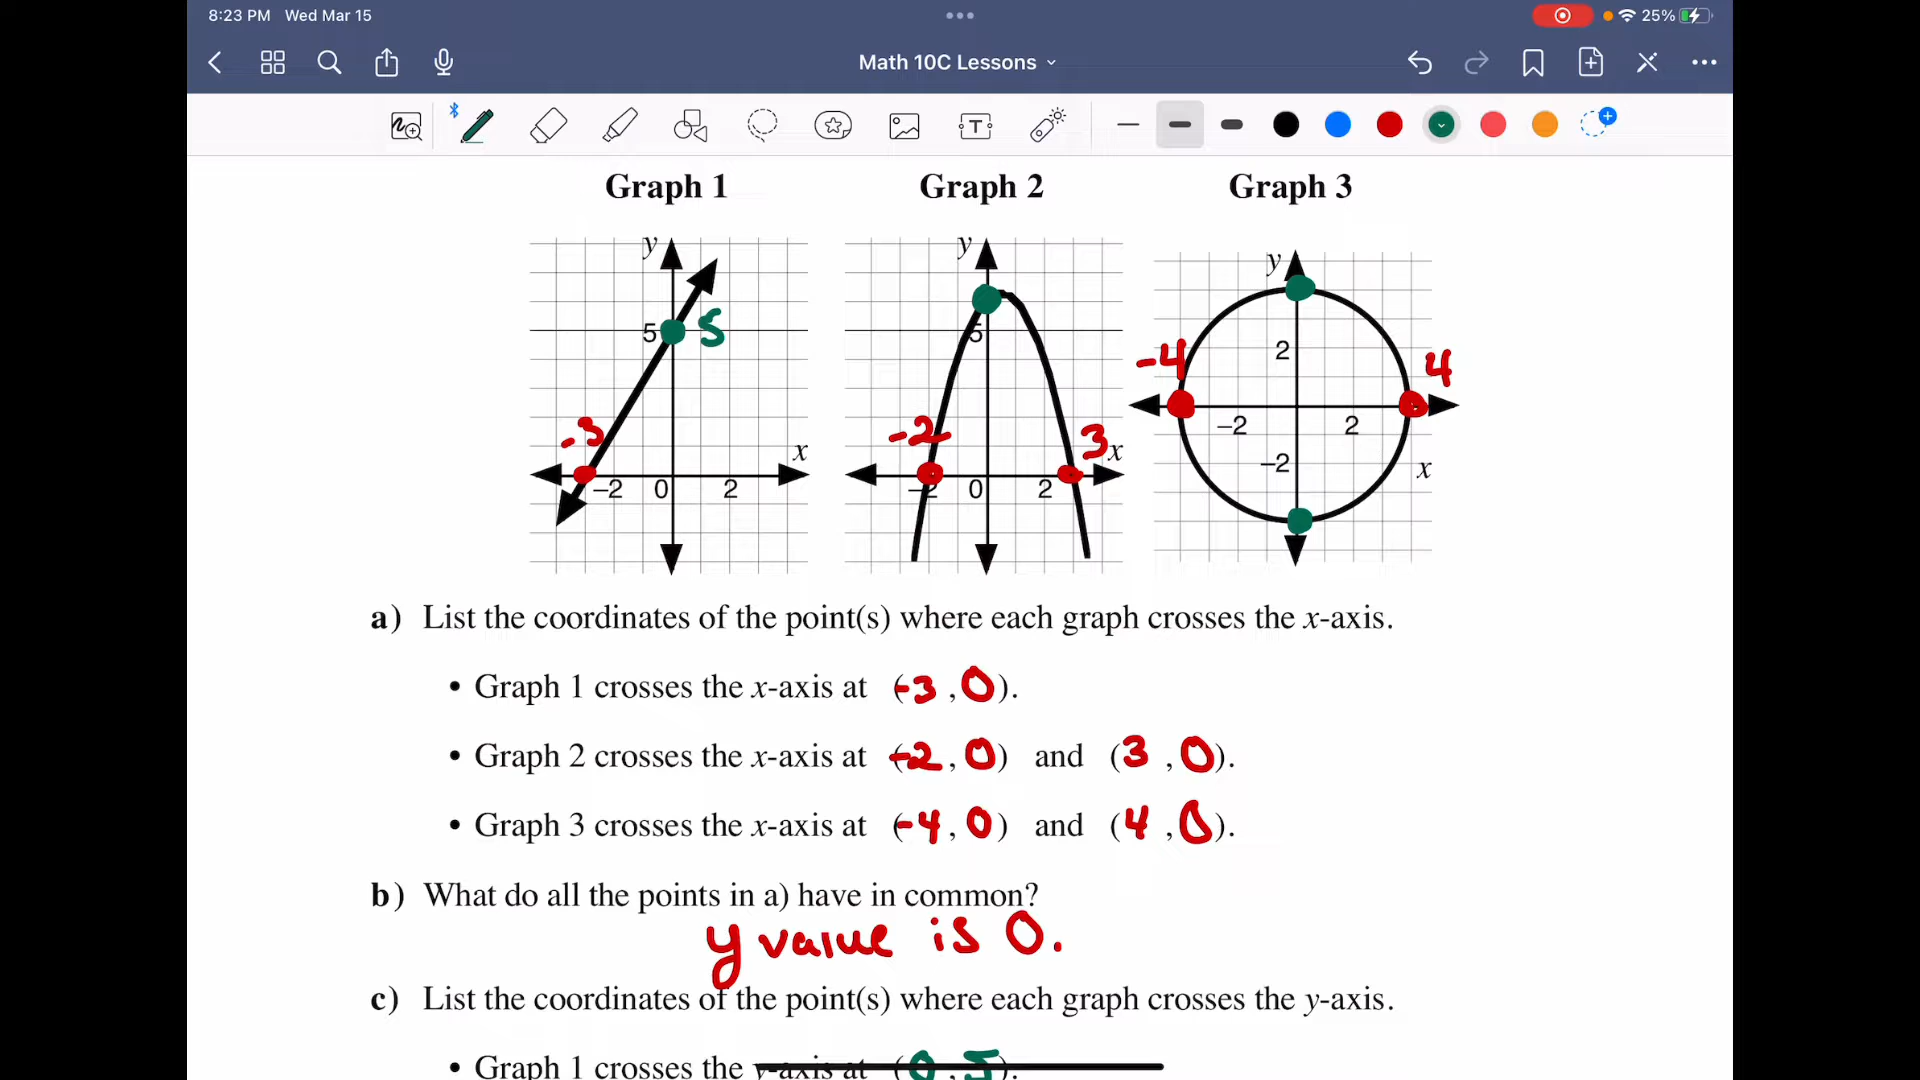 8:23 PM Wed Mar 15
25%
Math 10C Lessons
Graph 1 Graph 2 Graph 3
y y y
5 5 5
-4 2 4
-3 -2 3
x x -2 2
-2 0 2 -2 0 2 -2 x
a) List the coordinates of the point(s) where each graph crosses the x-axis.
• Graph 1 crosses the x-axis at (-3, 0).
• Graph 2 crosses the x-axis at (-2, 0) and (3, 0).
• Graph 3 crosses the x-axis at (-4, 0) and (4, 0).
b) What do all the points in a) have in common?
y value is 0.
c) List the coordinates of the point(s) where each graph crosses the y-axis.
• Graph 1 crosses the y-axis at (0, 5).